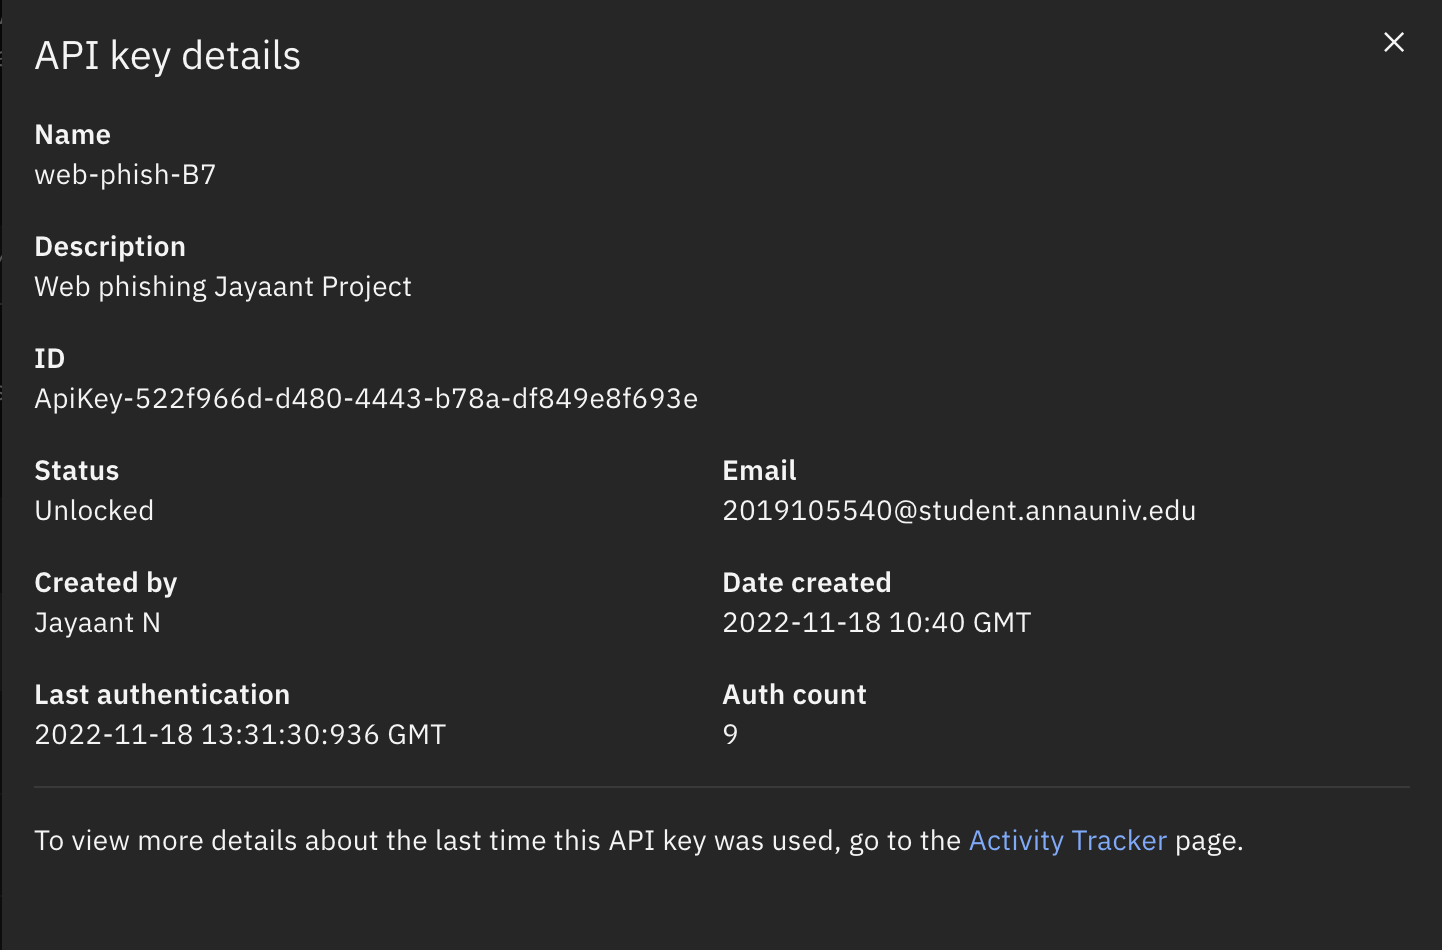 API key details
Name
web-phish-B7
Description
Web phishing Jayaant Project
ID
ApiKey-522f966d-d480-4443-b78a-df849e8f693e
Status
Unlocked
Email
2019105540@student.annauniv.edu
Created by
Jayaant N
Date created
2022-11-18 10:40 GMT
Last authentication
2022-11-18 13:31:30:936 GMT
Auth count
9
To view more details about the last time this API key was used, go to the Activity Tracker page.